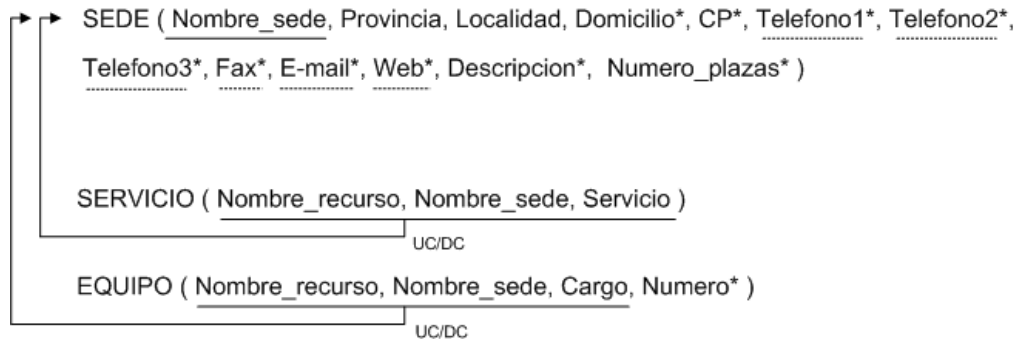 SEDE ( Nombre_sede, Provincia, Localidad, Domicilio*, CP*, Telefono1*, Telefono2*,
Telefono3*, Fax*, E-mail*, Web*, Descripcion*, Numero_plazas* )
SERVICIO ( Nombre_recurso, Nombre_sede, Servicio )
UC/DC
EQUIPO ( Nombre_recurso, Nombre_sede, Cargo, Numero* )
UC/DC